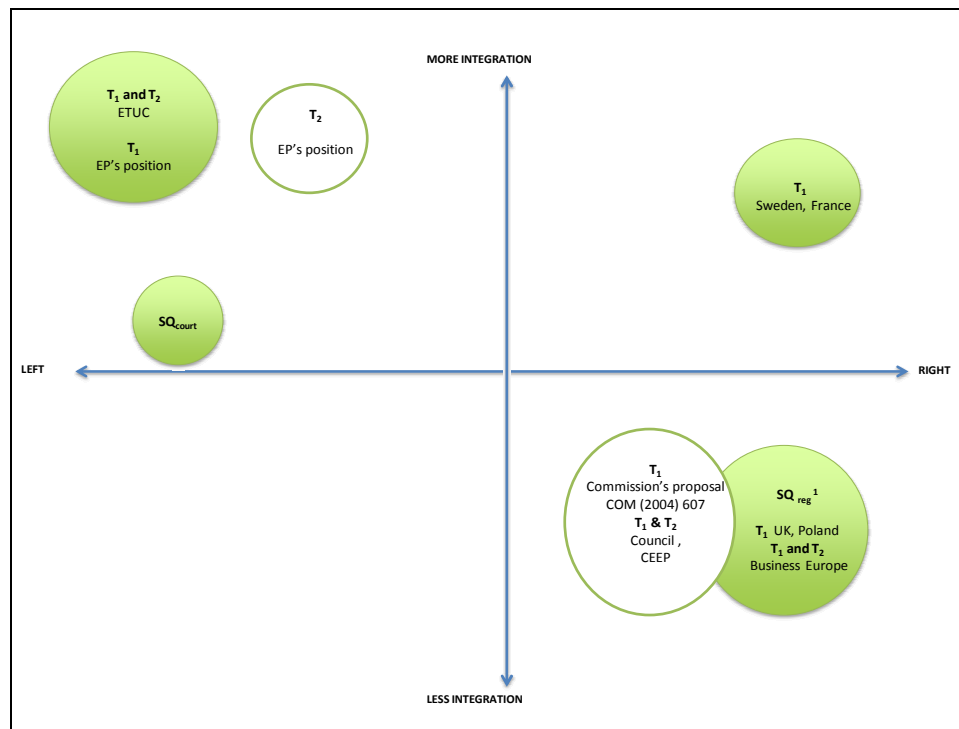 MORE INTEGRATION
T1 and T2
ETUC
T1
EP's position
T2
EP's position
T1
Sweden, France
SQcourt
LEFT
RIGHT
T1
Commission's proposal
COM (2004) 607
T1 & T2
Council ,
CEEP
SQ reg 1
T1 UK, Poland
T1 and T2
Business Europe
LESS INTEGRATION